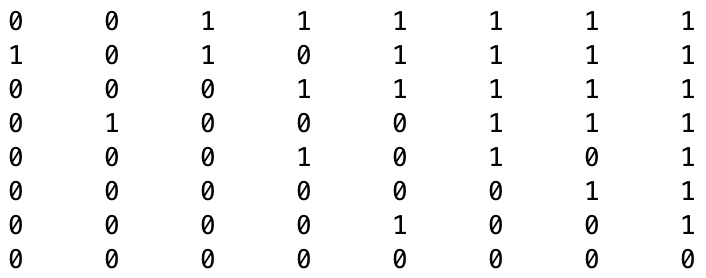 0 0 1 1 1 1 1 1
1 0 1 0 1 1 1 1
0 0 0 1 1 1 1 1
0 1 0 0 0 1 1 1
0 0 0 1 0 1 0 1
0 0 0 0 0 0 1 1
0 0 0 0 1 0 0 1
0 0 0 0 0 0 0 0